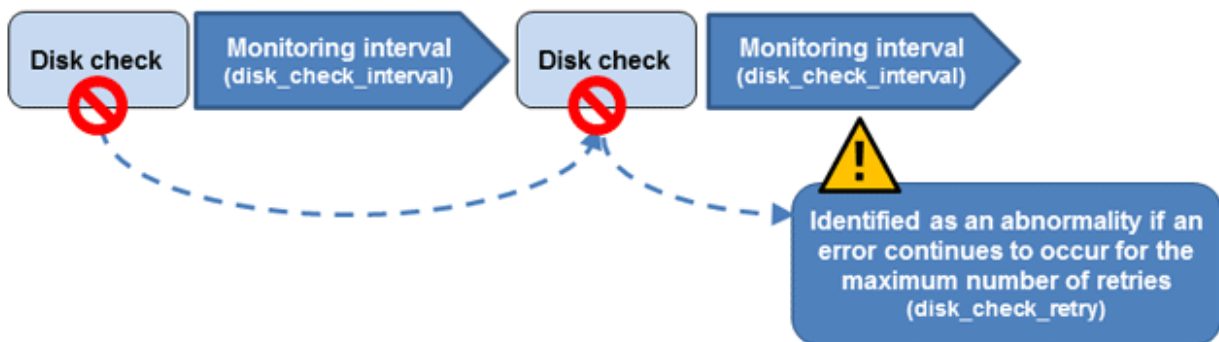 Disk check
Monitoring interval
(disk_check_interval)
Disk check
Monitoring interval
(disk_check_interval)
!
Identified as an abnormality if an
error continues to occur for the
maximum number of retries
(disk_check_retry)